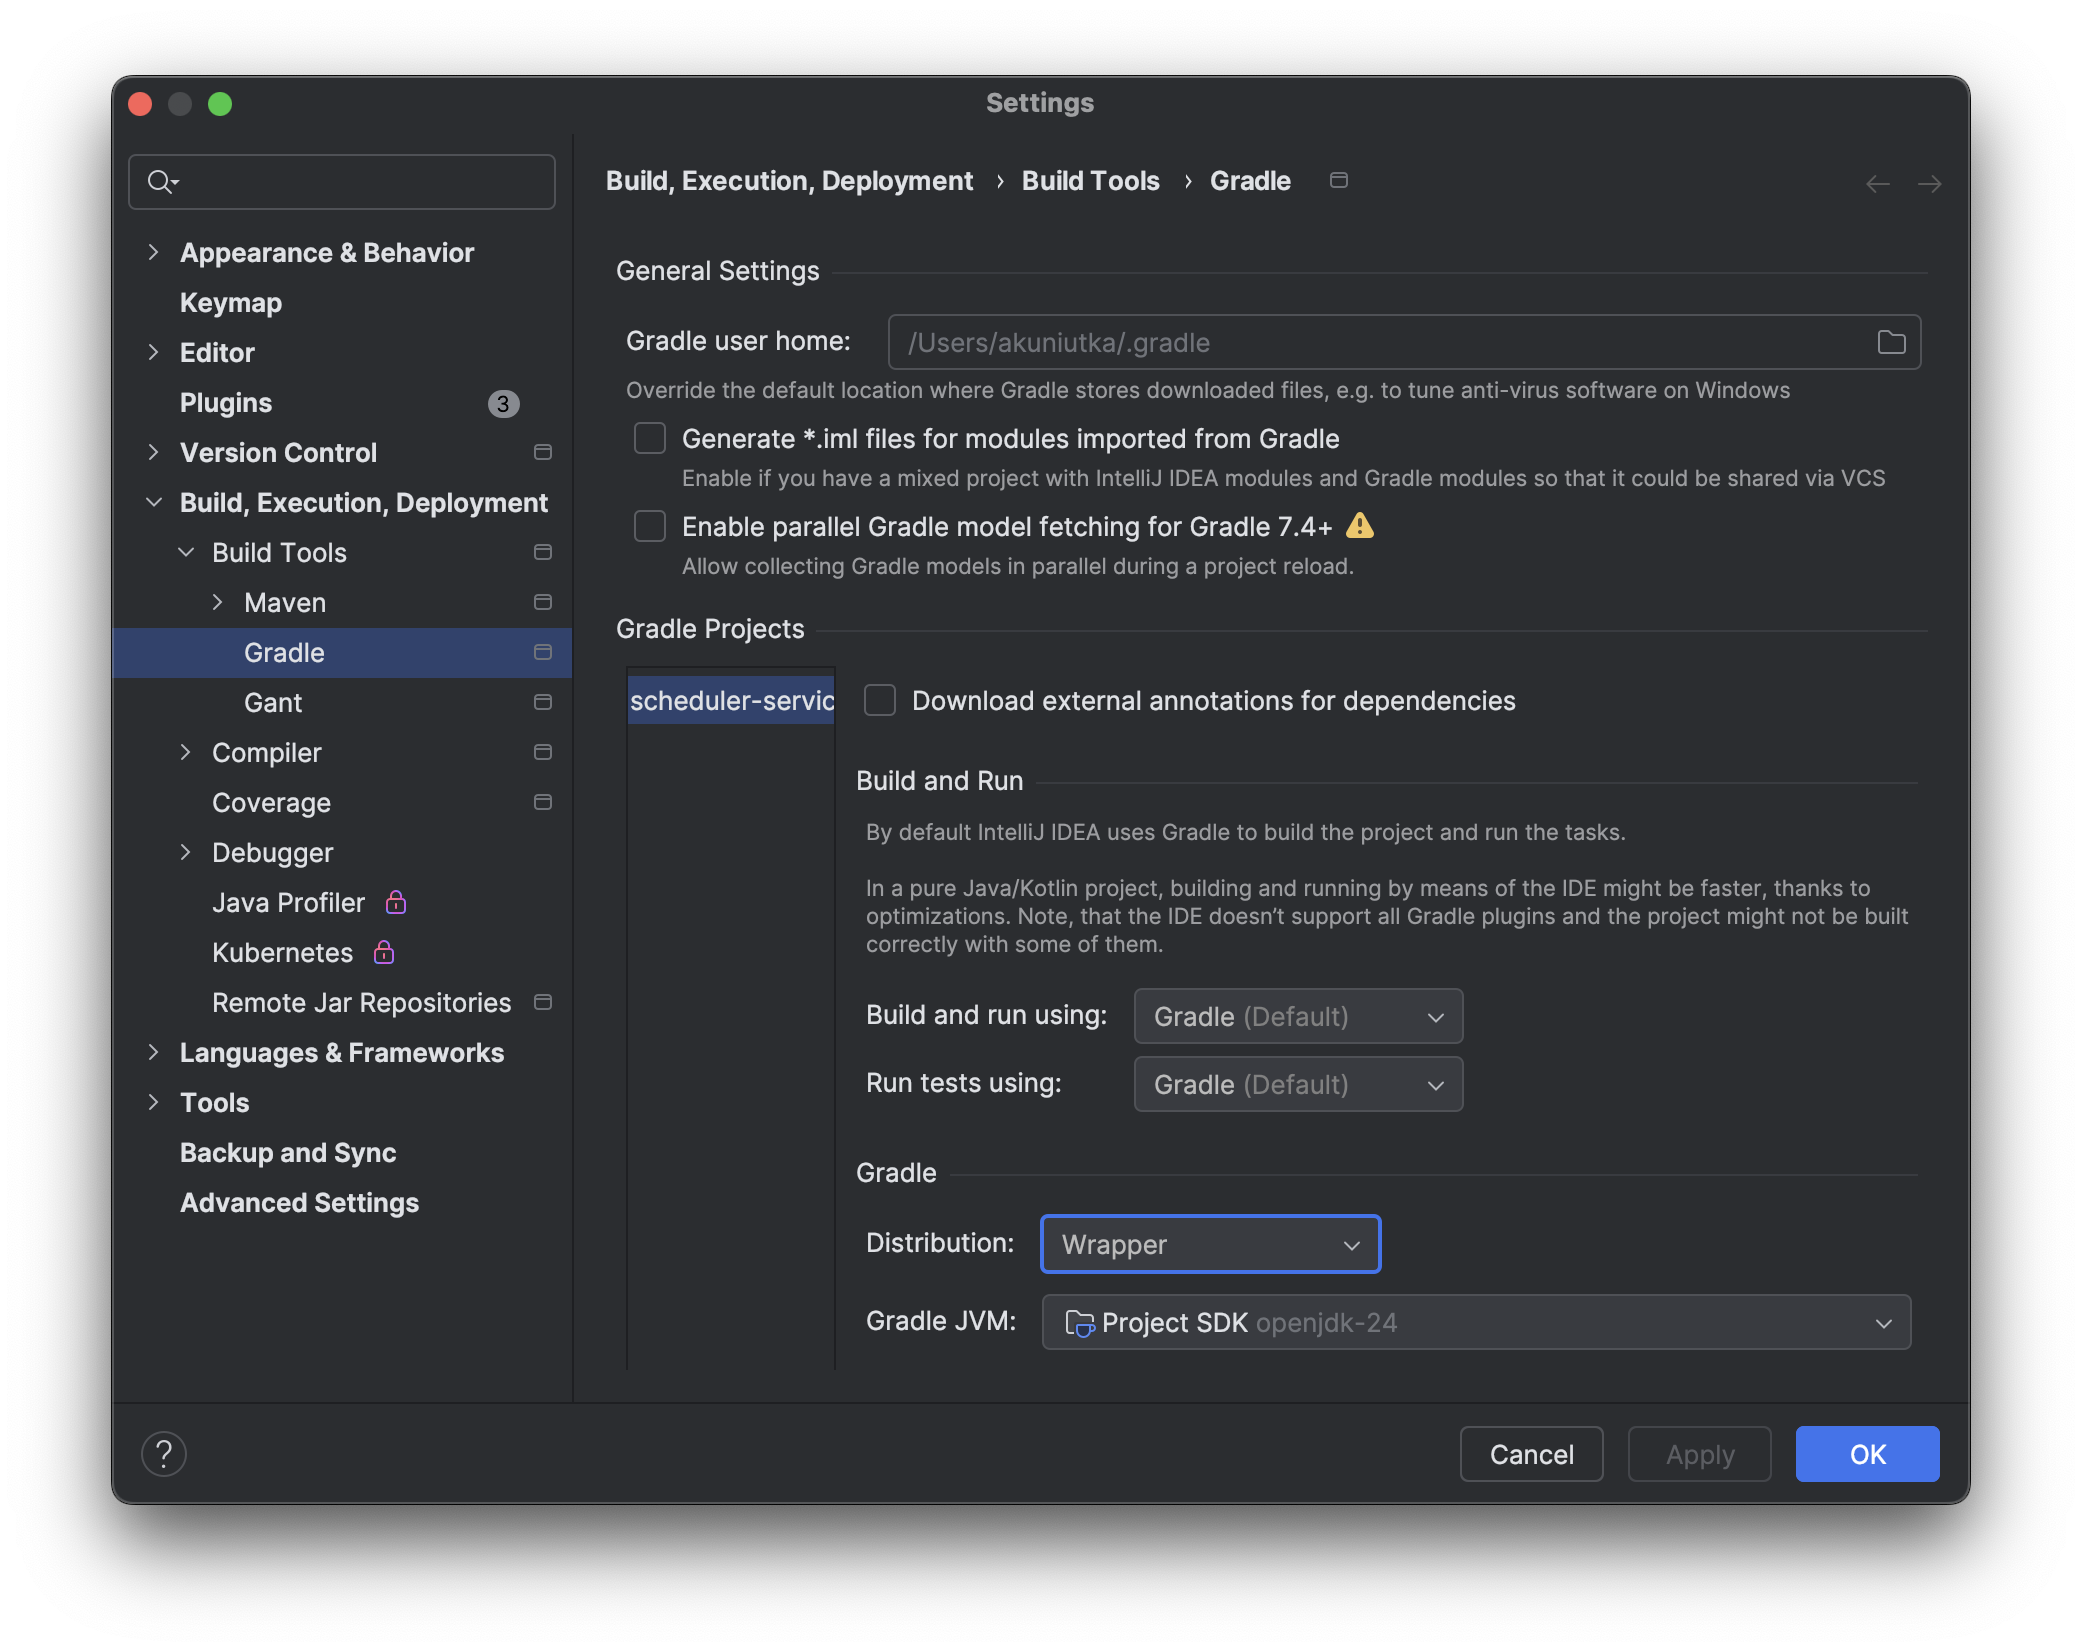 Settings
Appearance & Behavior
Keymap
Editor
Plugins 3
Version Control
Build, Execution, Deployment
Build Tools
Maven
Gradle
Gant
Compiler
Coverage
Debugger
Java Profiler
Kubernetes
Remote Jar Repositories
Languages & Frameworks
Tools
Backup and Sync
Advanced Settings
Build, Execution, Deployment › Build Tools › Gradle
General Settings
Gradle user home: /Users/akuniutka/.gradle
Override the default location where Gradle stores downloaded files, e.g. to tune anti-virus software on Windows
Generate *.iml files for modules imported from Gradle
Enable if you have a mixed project with IntelliJ IDEA modules and Gradle modules so that it could be shared via VCS
Enable parallel Gradle model fetching for Gradle 7.4+
Allow collecting Gradle models in parallel during a project reload.
Gradle Projects
scheduler-servic
Download external annotations for dependencies
Build and Run
By default IntelliJ IDEA uses Gradle to build the project and run the tasks.
In a pure Java/Kotlin project, building and running by means of the IDE might be faster, thanks to
optimizations. Note, that the IDE doesn’t support all Gradle plugins and the project might not be built
correctly with some of them.
Build and run using: Gradle (Default)
Run tests using: Gradle (Default)
Gradle
Distribution: Wrapper
Gradle JVM: Project SDK openjdk-24
? Cancel Apply OK